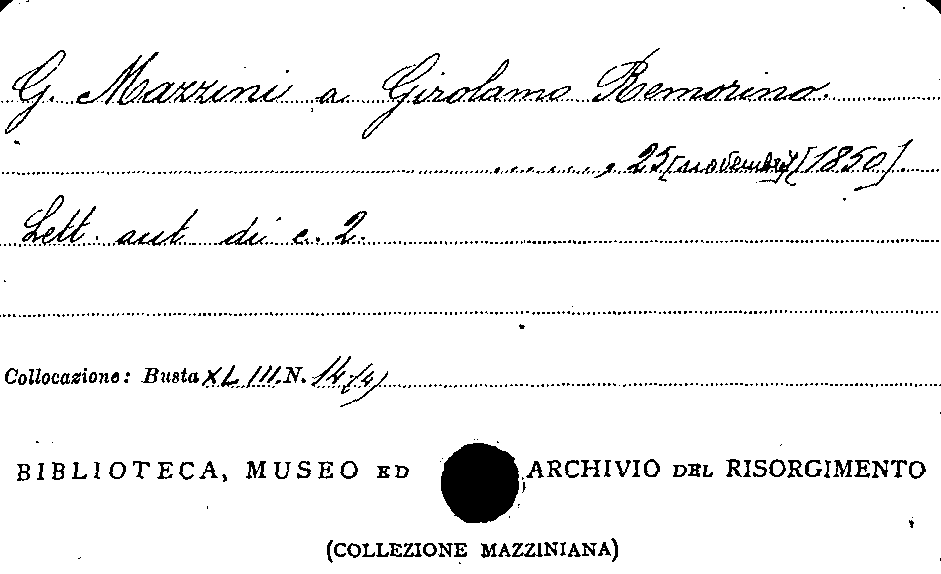 G. Mazzini a Girolamo Remorino.
. . . . . . , 25 [novembre] [1850].
Lett. aut. di c. 2.
Collocazione: Busta XLIII. N. 14 (4)
BIBLIOTECA, MUSEO ED ARCHIVIO DEL RISORGIMENTO
(COLLEZIONE MAZZINIANA)